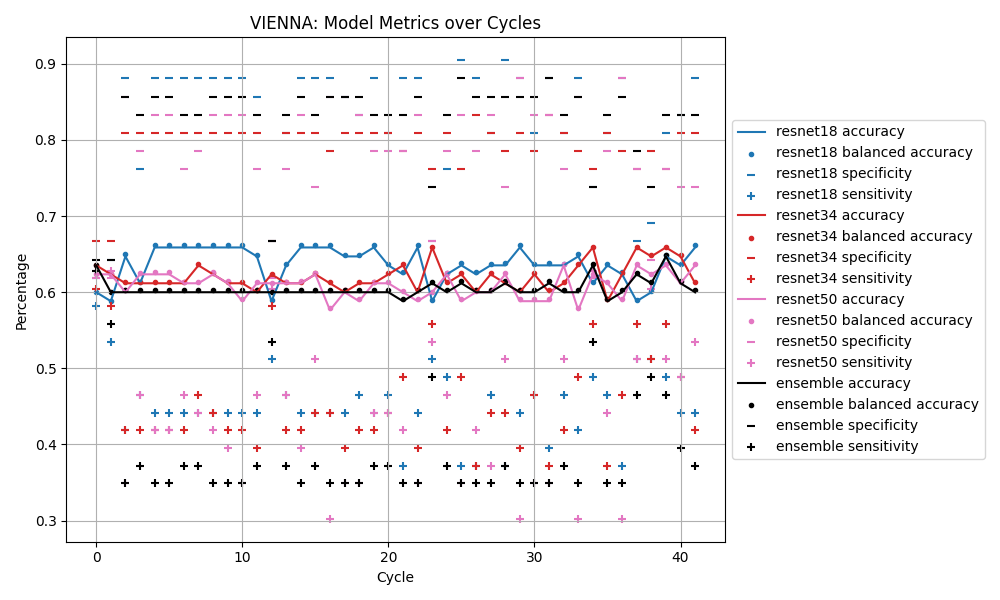 VIENNA: Model Metrics over Cycles
Percentage
0.9
0.8
0.7
0.6
0.5
0.4
0.3
0
10
20
30
40
Cycle
resnet18 accuracy
resnet18 balanced accuracy
resnet18 specificity
resnet18 sensitivity
resnet34 accuracy
resnet34 balanced accuracy
resnet34 specificity
resnet34 sensitivity
resnet50 accuracy
resnet50 balanced accuracy
resnet50 specificity
resnet50 sensitivity
ensemble accuracy
ensemble balanced accuracy
ensemble specificity
ensemble sensitivity